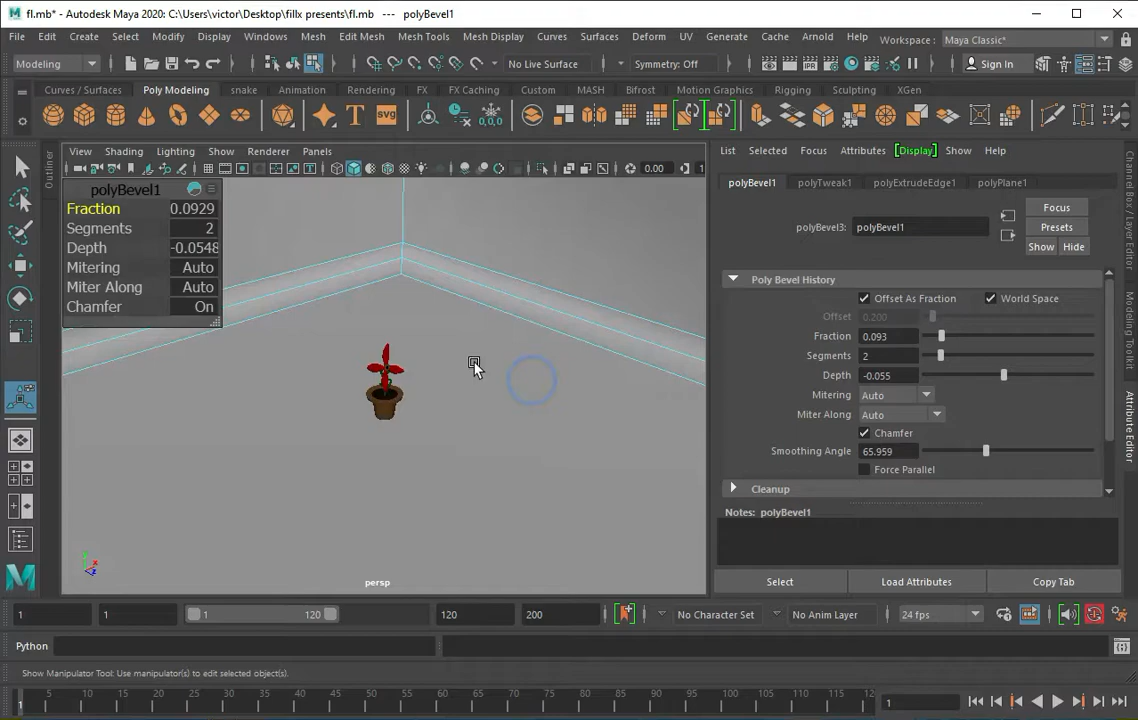 fl.mb* - Autodesk Maya 2020: C:\Users\victor\Desktop\fillx presents\fl.mb --- polyBevel1
File Edit Create Select Modify Display Windows Mesh Edit Mesh Mesh Tools Mesh Display Curves Surfaces Deform UV Generate Cache Arnold Help Workspace : Maya Classic*
Modeling No Live Surface Symmetry: Off Sign In
Curves / Surfaces Poly Modeling snake Animation Rendering FX FX Caching Custom MASH Bifrost Motion Graphics Rigging Sculpting XGen
T SVG 0,0,0
View Shading Lighting Show Renderer Panels
List Selected Focus Attributes Display Show Help
0.00 1
Outliner
polyBevel1
Fraction 0.0929
Segments 2
Depth -0.0548
Mitering Auto
Miter Along Auto
Chamfer On
persp
polyBevel1 polyTweak1 polyExtrudeEdge1 polyPlane1
polyBevel3: polyBevel1
Focus
Presets
Show Hide
Poly Bevel History
Offset As Fraction World Space
Offset 0.200
Fraction 0.093
Segments 2
Depth -0.055
Mitering Auto
Miter Along Auto
Chamfer
Smoothing Angle 65.959
Force Parallel
Cleanup
Notes: polyBevel1
Select Load Attributes Copy Tab
Channel Box / Layer Editor
Modeling Toolkit
Attribute Editor
1 1 1 120 120 200 No Character Set No Anim Layer 24 fps
Python
Show Manipulator Tool: Use manipulator(s) to edit selected object(s).
1 5 10 15 20 25 30 35 40 45 50 55 60 65 70 75 80 85 90 95 100 105 110 115 120 1